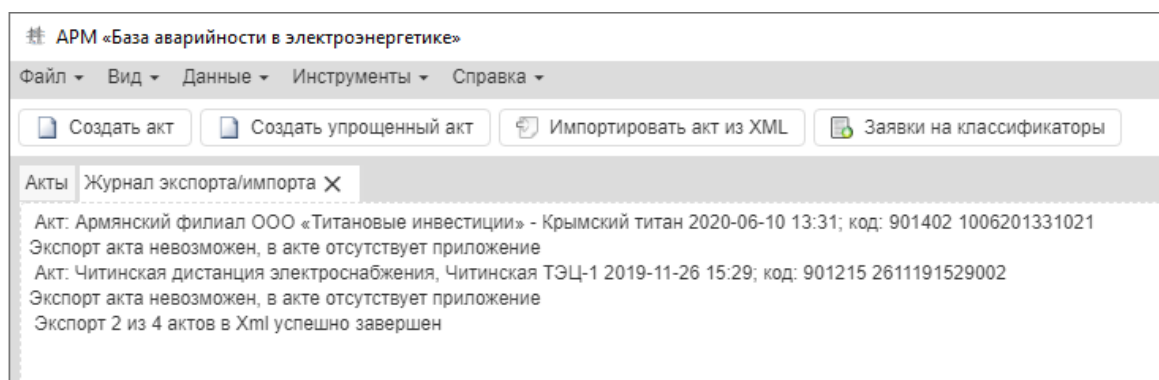 АРМ «База аварийности в электроэнергетике»
Файл Вид Данные Инструменты Справка
Создать акт Создать упрощенный акт Импортировать акт из XML Заявки на классификаторы
Акты Журнал экспорта/импорта
Акт: Армянский филиал ООО «Титановые инвестиции» - Крымский титан 2020-06-10 13:31; код: 901402 1006201331021
Экспорт акта невозможен, в акте отсутствует приложение
Акт: Читинская дистанция электроснабжения, Читинская ТЭЦ-1 2019-11-26 15:29; код: 901215 2611191529002
Экспорт акта невозможен, в акте отсутствует приложение
Экспорт 2 из 4 актов в Xml успешно завершен